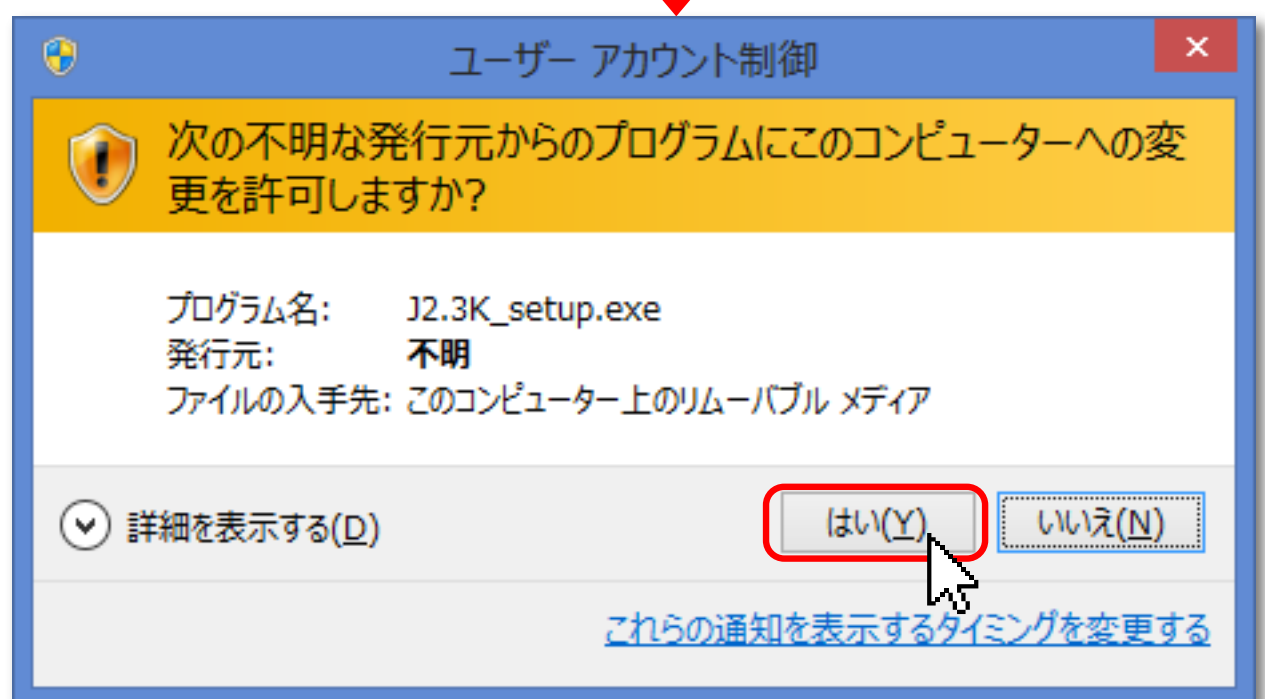 ユーザー アカウント制御
次の不明な発行元からのプログラムにこのコンピューターへの変
更を許可しますか?
プログラム名: J2.3K_setup.exe
発行元: 不明
ファイルの入手先: このコンピューター上のリムーバブル メディア
詳細を表示する(D) はい(Y) いいえ(N)
これらの通知を表示するタイミングを変更する